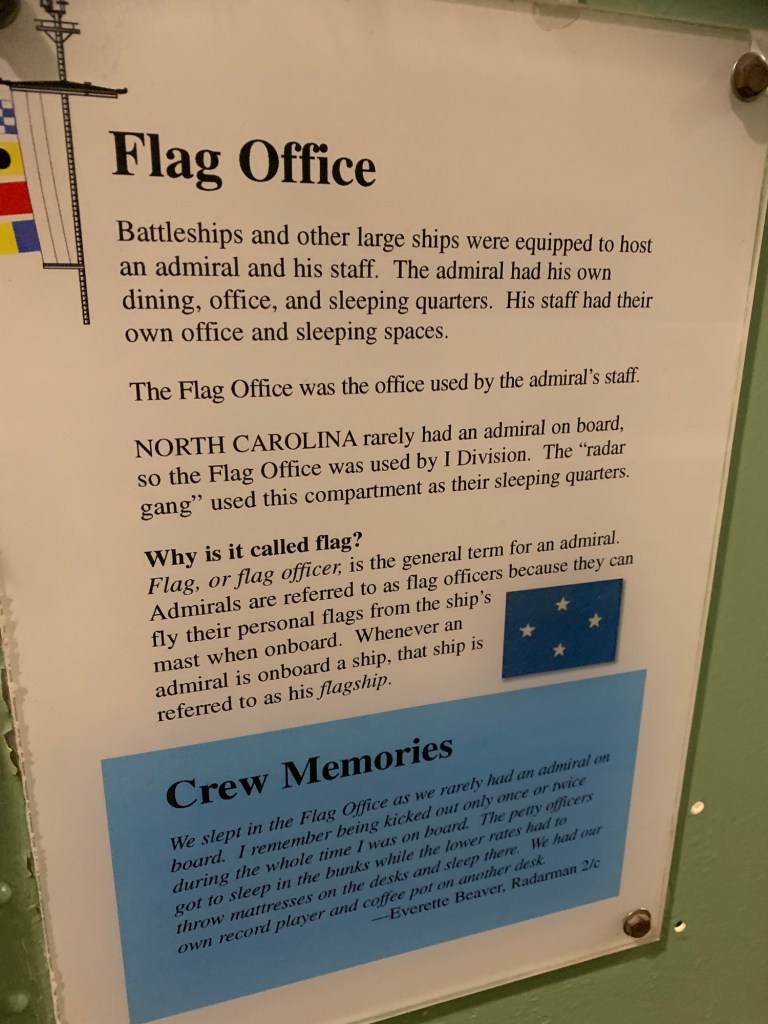 Flag Office
Battleships and other large ships were equipped to host
an admiral and his staff. The admiral had his own
dining, office, and sleeping quarters. His staff had their
own office and sleeping spaces.
The Flag Office was the office used by the admiral's staff.
NORTH CAROLINA rarely had an admiral on board,
so the Flag Office was used by I Division. The "radar
gang" used this compartment as their sleeping quarters.
Why is it called flag?
Flag, or flag officer, is the general term for an admiral.
Admirals are referred to as flag officers because they can
fly their personal flags from the ship's
mast when onboard. Whenever an
admiral is onboard a ship, that ship is
referred to as his flagship.
Crew Memories
We slept in the Flag Office as we rarely had an admiral on
board. I remember being kicked out only once or twice
during the whole time I was on board. The petty officers
got to sleep in the bunks while the lower rates had to
throw mattresses on the desks and sleep there. We had our
own record player and coffee pot on another desk.
—Everette Beaver, Radarman 2/c